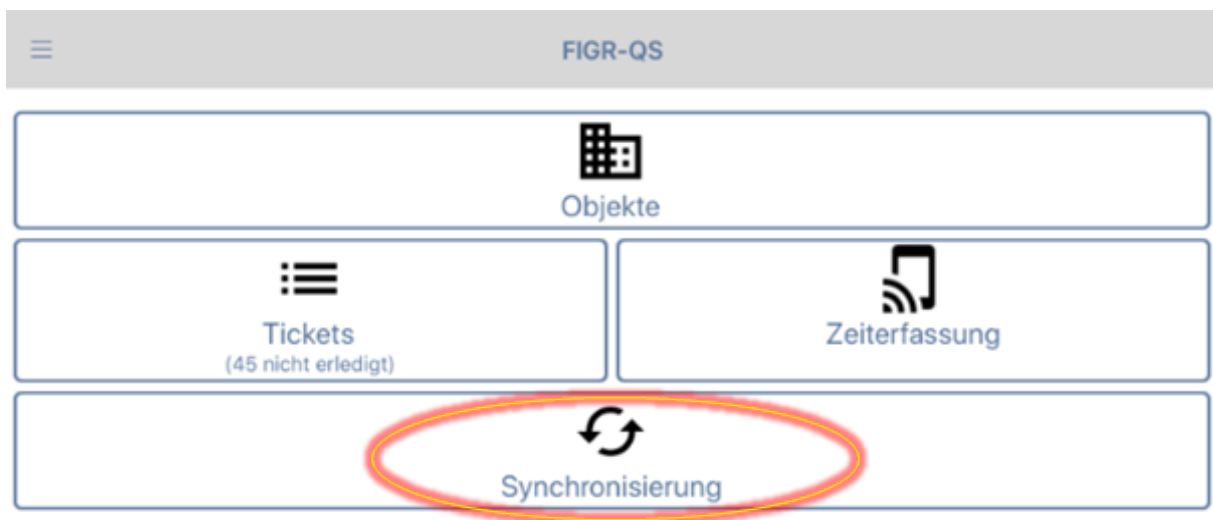 FIGR-QS
Objekte
Tickets
(45 nicht erledigt)
Zeiterfassung
Synchronisierung